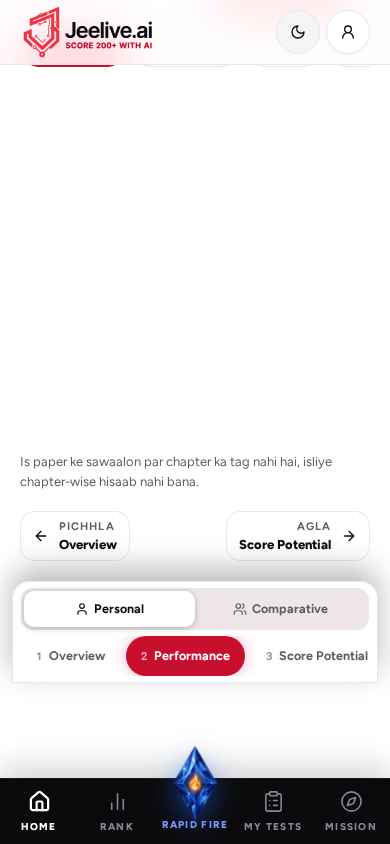 Jeelive.ai
SCORE 200+ WITH AI
Is paper ke sawaalon par chapter ka tag nahi hai, isliye
chapter-wise hisaab nahi bana.
PICHHLA
Overview
AGLA
Score Potential
Personal
Comparative
1 Overview
2 Performance
3 Score Potential
HOME
RANK
RAPID FIRE
MY TESTS
MISSION